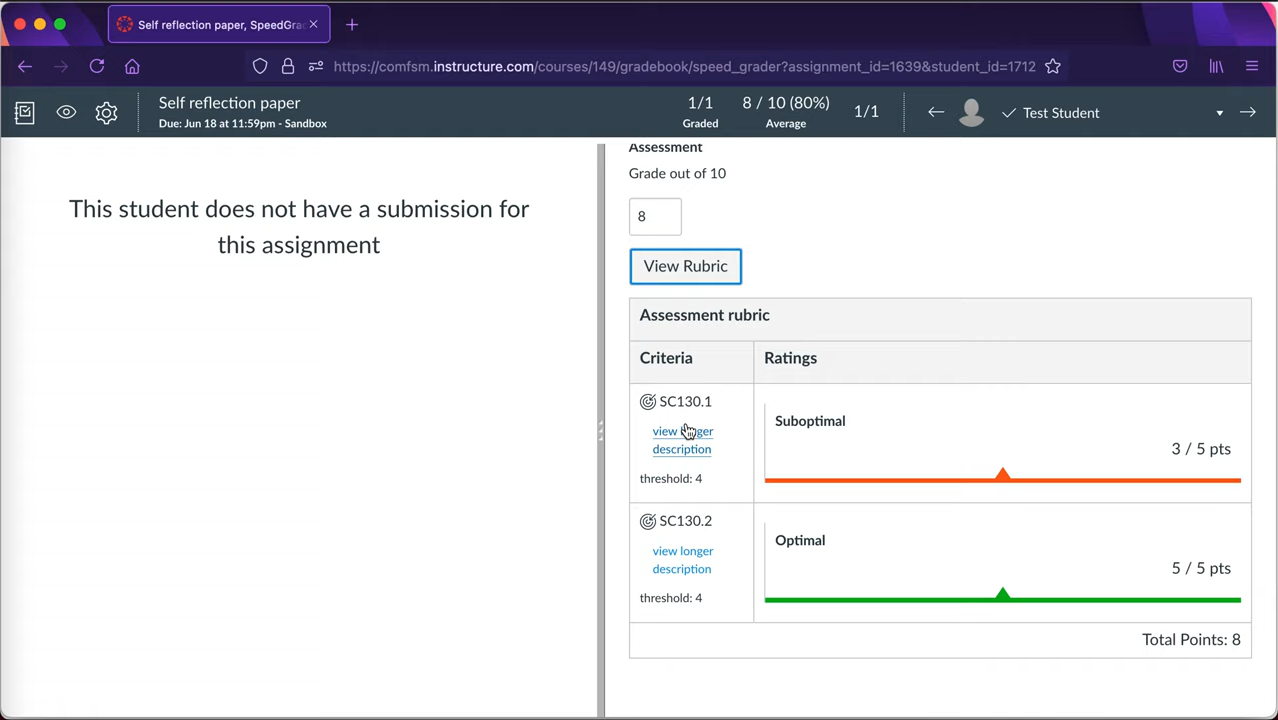 Self reflection paper, SpeedGra
https://comfsm.instructure.com/courses/149/gradebook/speed_grader?assignment_id=1639&student_id=1712
Self reflection paper
Due: Jun 18 at 11:59pm - Sandbox
1/1
Graded
8 / 10 (80%)
Average
1/1
Test Student
This student does not have a submission for
this assignment
Assessment
Grade out of 10
8
View Rubric
Assessment rubric
Criteria
Ratings
SC130.1
view longer
description
threshold: 4
Suboptimal
3 / 5 pts
SC130.2
view longer
description
threshold: 4
Optimal
5 / 5 pts
Total Points: 8